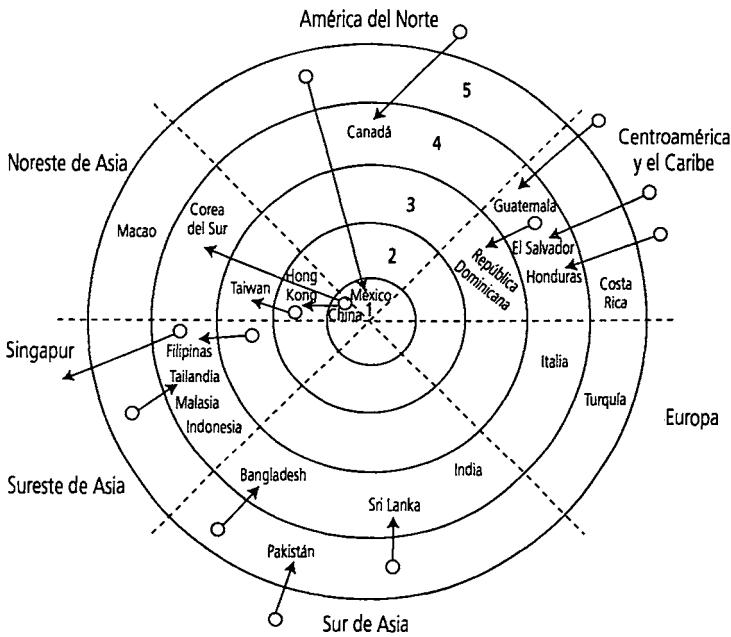 América del Norte
5
Canadá
4
Centroamérica
y el Caribe
Noreste de Asia
Guatemala
3
Corea
del Sur
Macao
El Salvador
República
Dominicana
2
Honduras
Hong
Kong
Taiwan
México
Costa
Rica
China
1
Singapur
Filipinas
Italia
Tailandia
Malasia
Turquía
Indonesia
Europa
India
Bangladesh
Sureste de Asia
Sri Lanka
Pakistán
Sur de Asia